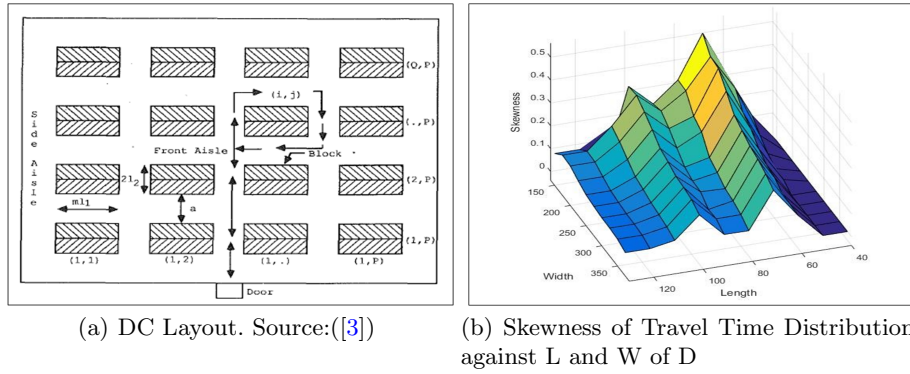 (Q,P)
(i,j)
(.,P)
Side Aisle
Front Aisle
Block
2l2
(2,P)
ml1
a
(1,P)
(1,1) (1,2) (1,.) (1,P)
Door
(a) DC Layout. Source:([3])
Skewness
0.5
0.4
0.3
0.2
0.1
0
150
200
250
300
350
Width
120 100 80 60 40
Length
(b) Skewness of Travel Time Distribution
against L and W of D